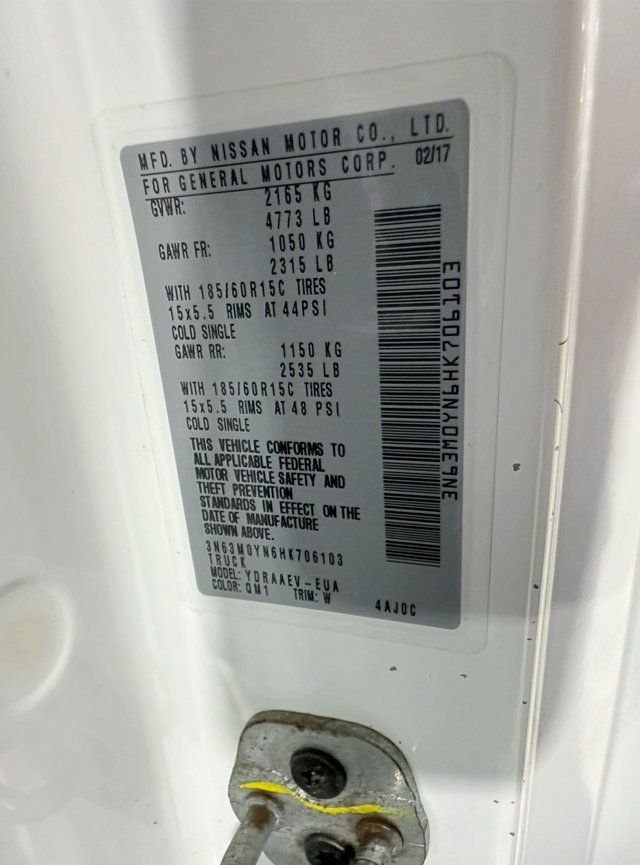 MFD. BY NISSAN MOTOR CO., LTD.
FOR GENERAL MOTORS CORP. 02/17
GVWR: 2165 KG
4773 LB
GAWR FR: 1050 KG
2315 LB
WITH 185/60R15C TIRES
15x5.5 RIMS AT 44PSI
COLD SINGLE
GAWR RR: 1150 KG
2535 LB
WITH 185/60R15C TIRES
15x5.5 RIMS AT 48 PSI
COLD SINGLE
THIS VEHICLE CONFORMS TO
ALL APPLICABLE FEDERAL
MOTOR VEHICLE SAFETY AND
THEFT PREVENTION
STANDARDS IN EFFECT ON THE
DATE OF MANUFACTURE
SHOWN ABOVE.
3N63M0YN6HK706103
TRUCK
MODEL: YDRAAEV-EUA
COLOR: QM1 TRIM: W 4AJ0C
3N63M0YN6HK706103